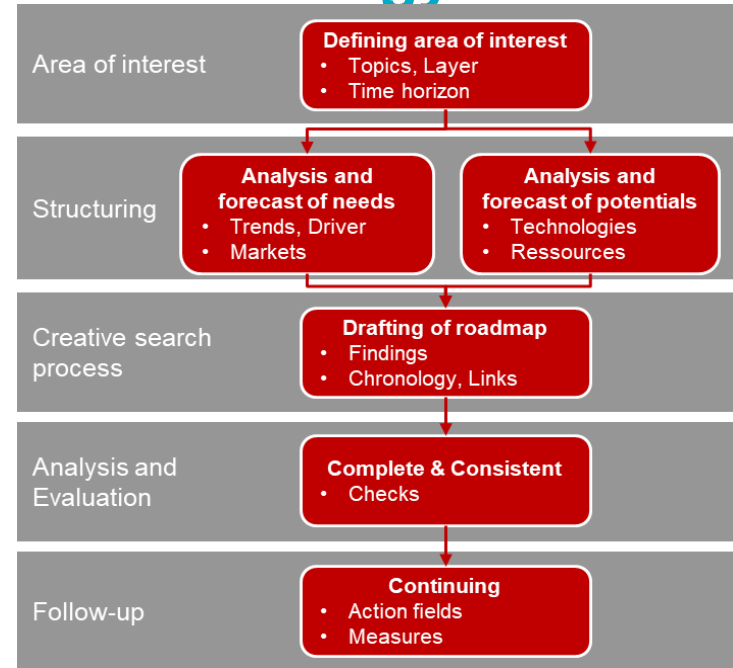 Area of interest
Defining area of interest
• Topics, Layer
• Time horizon
Structuring
Analysis and
forecast of needs
• Trends, Driver
• Markets
Analysis and
forecast of potentials
• Technologies
• Ressources
Creative search
process
Drafting of roadmap
• Findings
• Chronology, Links
Analysis and
Evaluation
Complete & Consistent
• Checks
Follow-up
Continuing
• Action fields
• Measures